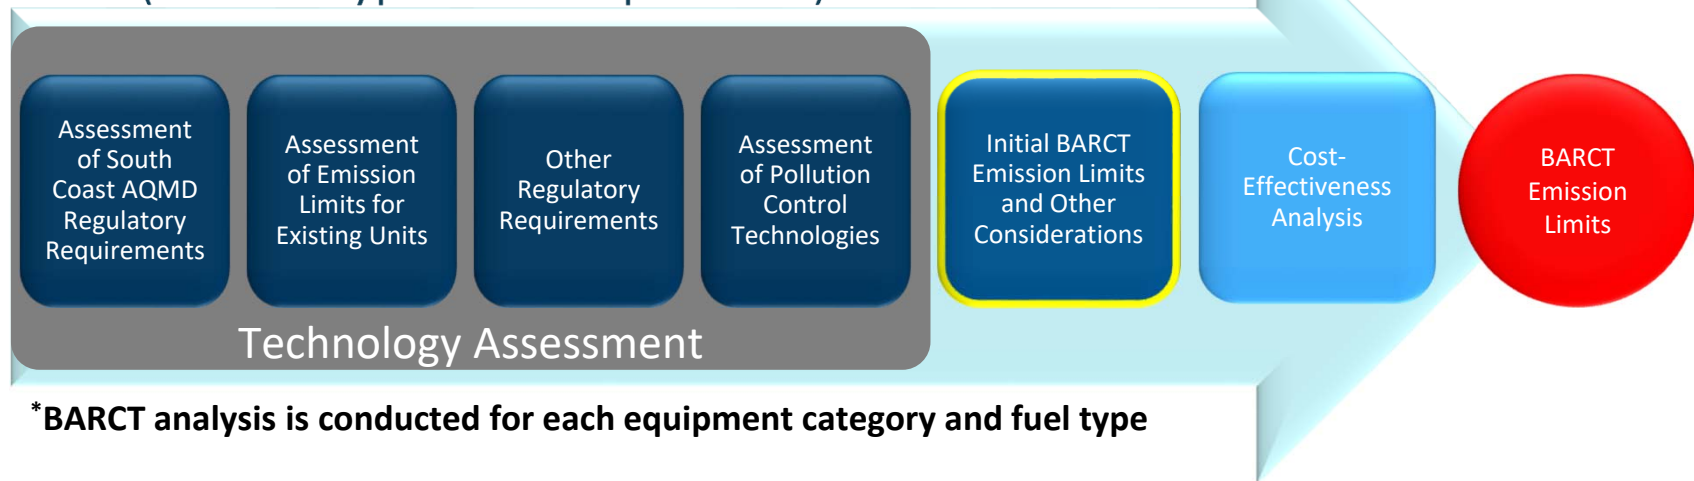 Assessment
of South
Coast AQMD
Regulatory
Requirements
Assessment
of Emission
Limits for
Existing Units
Other
Regulatory
Requirements
Assessment
of Pollution
Control
Technologies
Initial BARCT
Emission Limits
and Other
Considerations
Cost-
Effectiveness
Analysis
BARCT
Emission
Limits
Technology Assessment
*BARCT analysis is conducted for each equipment category and fuel type